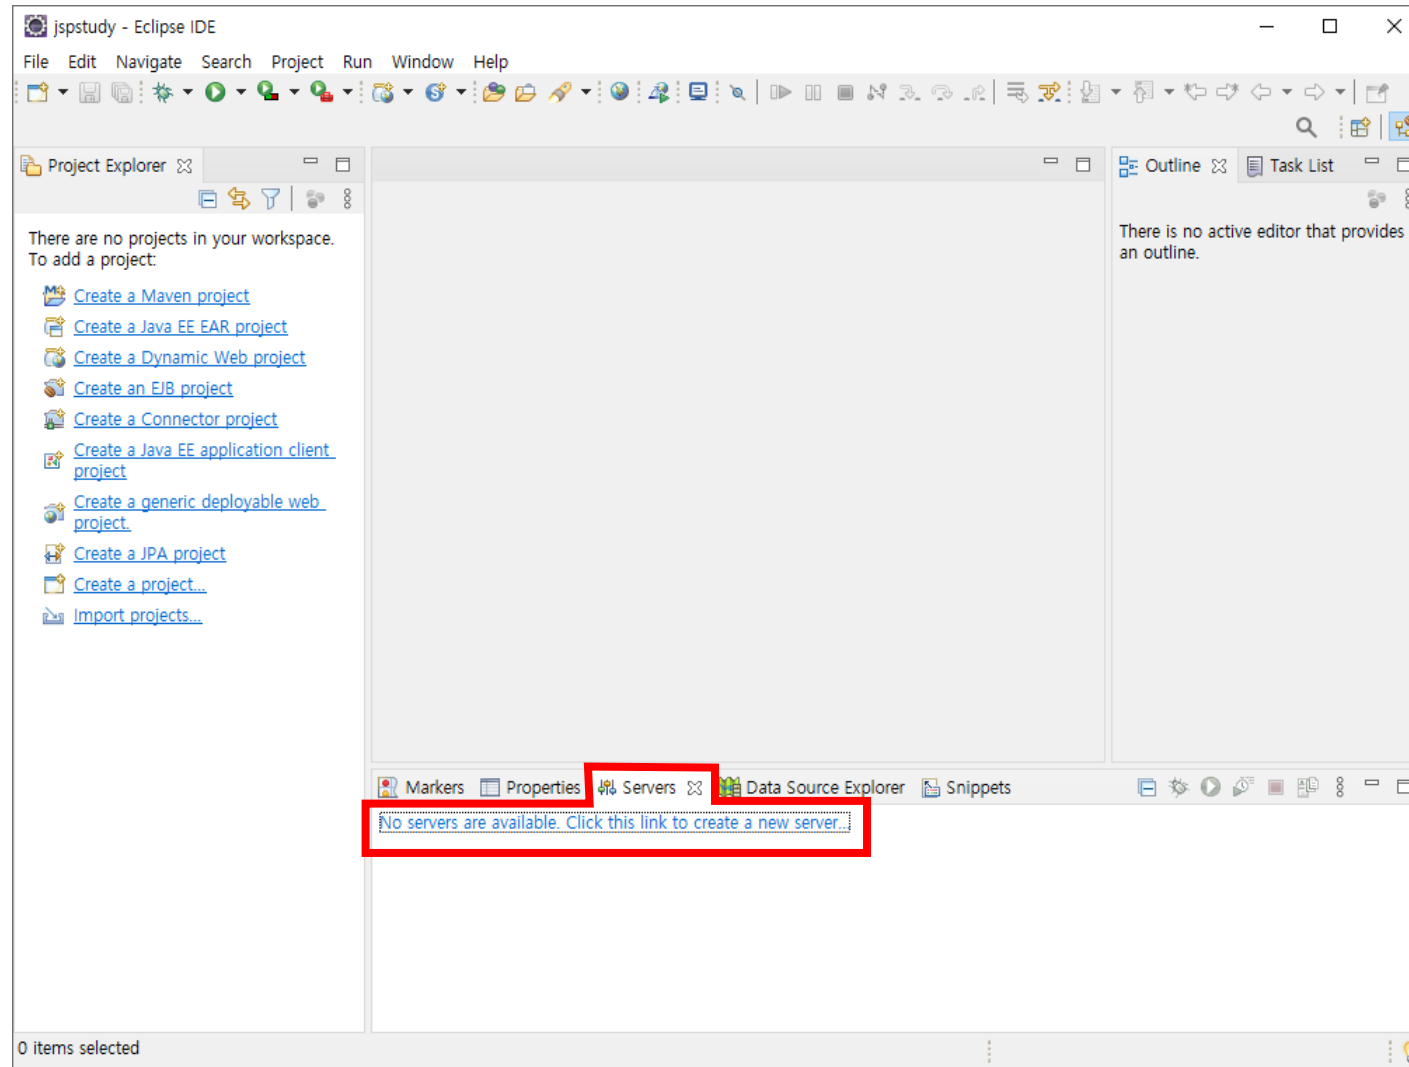 jspstudy - Eclipse IDE
File Edit Navigate Search Project Run Window Help
Project Explorer
There are no projects in your workspace.
To add a project:
Create a Maven project
Create a Java EE EAR project
Create a Dynamic Web project
Create an EJB project
Create a Connector project
Create a Java EE application client
project
Create a generic deployable web
project.
Create a JPA project
Create a project...
Import projects...
Outline Task List
There is no active editor that provides
an outline.
Markers Properties Servers Data Source Explorer Snippets
No servers are available. Click this link to create a new server...
0 items selected